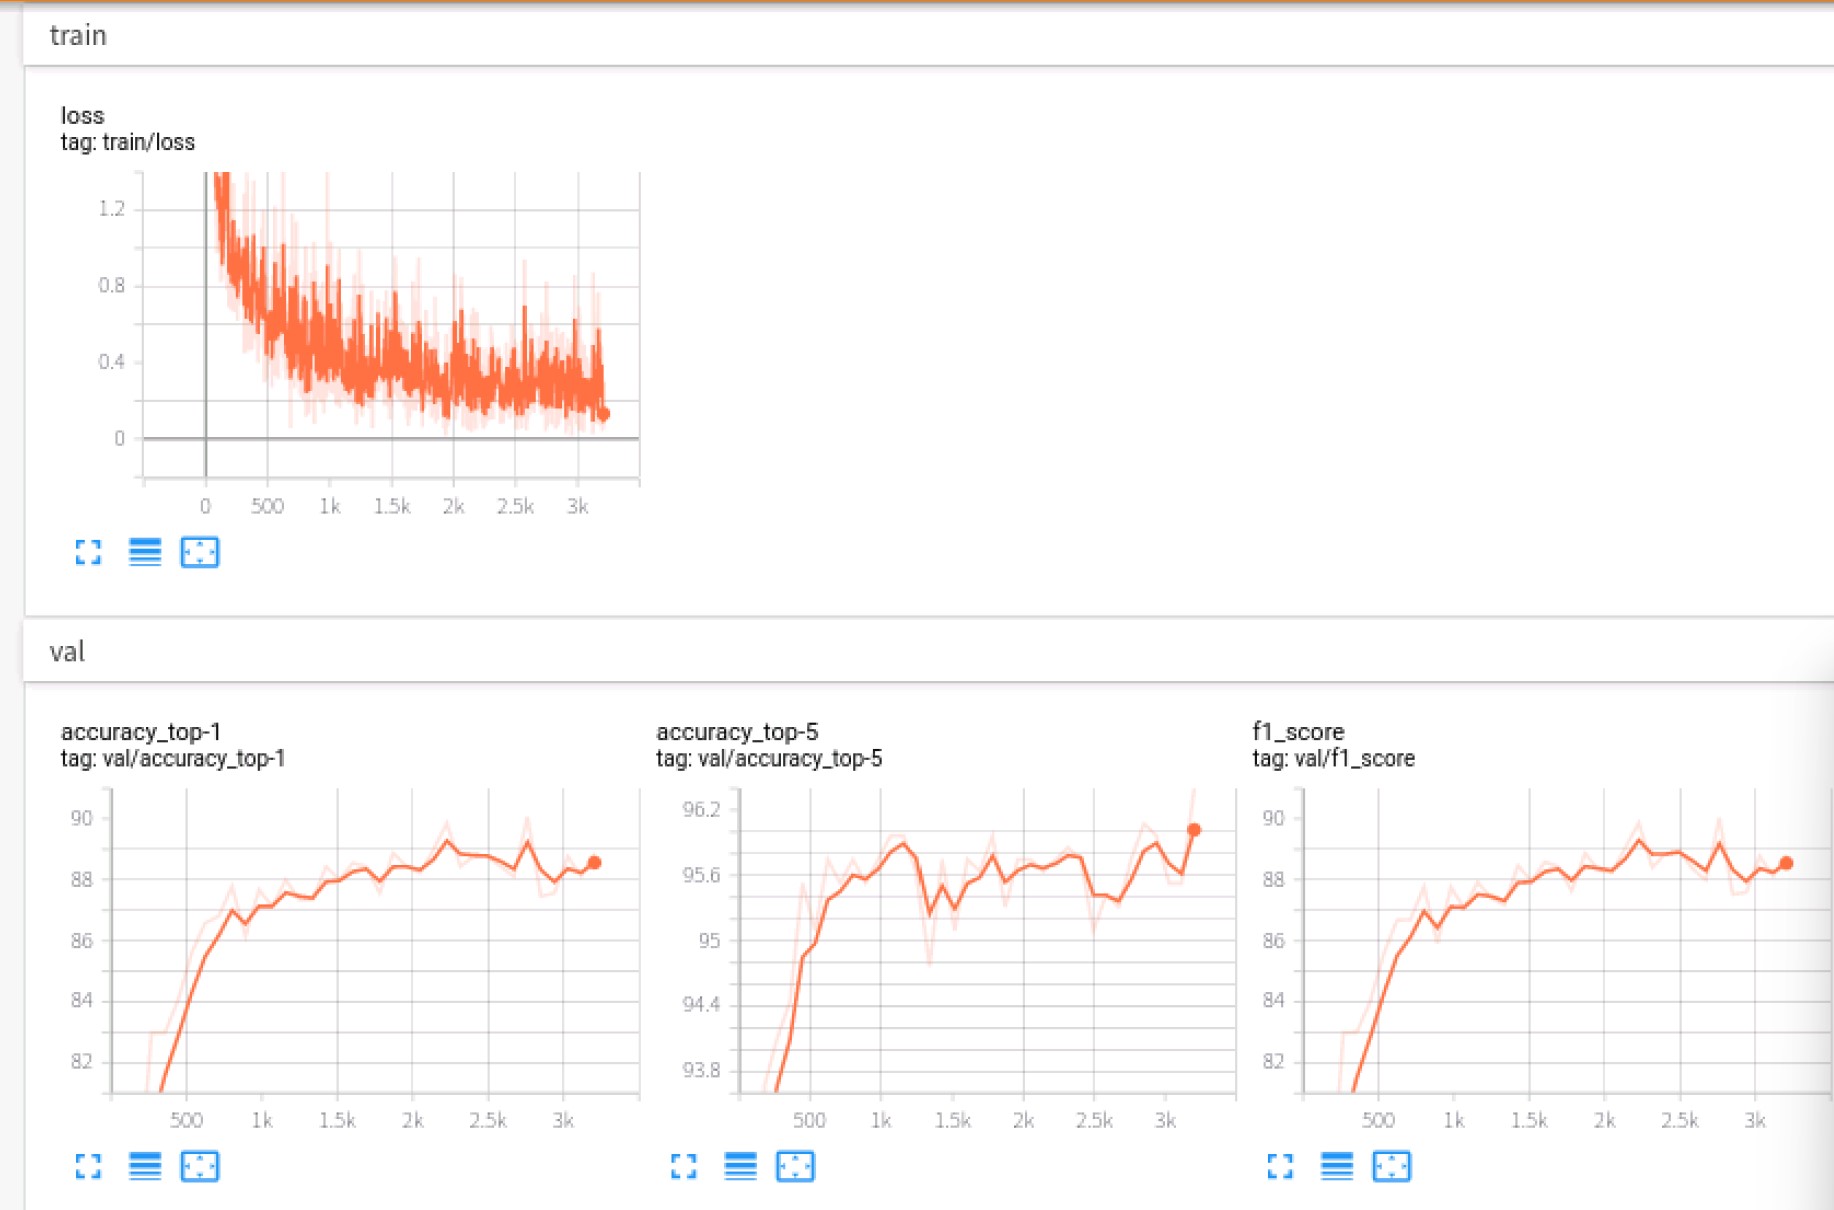 train
loss
tag: train/loss
1.2
0.8
0.4
0
0 500 1k 1.5k 2k 2.5k 3k
val
accuracy_top-1
tag: val/accuracy_top-1
90
88
86
84
82
500 1k 1.5k 2k 2.5k 3k
accuracy_top-5
tag: val/accuracy_top-5
96.2
95.6
95
94.4
93.8
500 1k 1.5k 2k 2.5k 3k
f1_score
tag: val/f1_score
90
88
86
84
82
500 1k 1.5k 2k 2.5k 3k